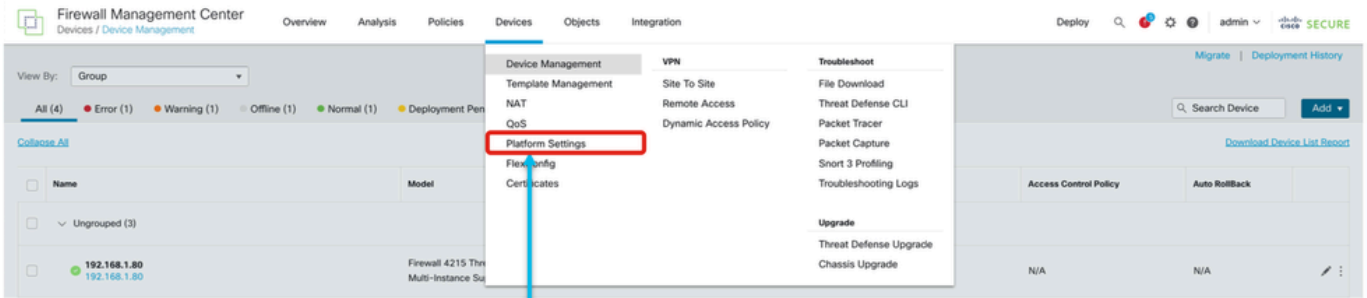 Firewall Management Center
Devices / Device Management
Overview Analysis Policies Devices Objects Integration Deploy admin CISCO SECURE
Migrate | Deployment History
View By: Group
All (4) Error (1) Warning (1) Offline (1) Normal (1) Deployment Pen
Search Device Add
Collapse All
Download Device List Report
Name Model Access Control Policy Auto RollBack
Ungrouped (3)
192.168.1.80
192.168.1.80
Firewall 4215 Thr
Multi-Instance Su
N/A N/A
Device Management
Template Management
NAT
QoS
Platform Settings
FlexConfig
Certificates
VPN
Site To Site
Remote Access
Dynamic Access Policy
Troubleshoot
File Download
Threat Defense CLI
Packet Tracer
Packet Capture
Snort 3 Profiling
Troubleshooting Logs
Upgrade
Threat Defense Upgrade
Chassis Upgrade